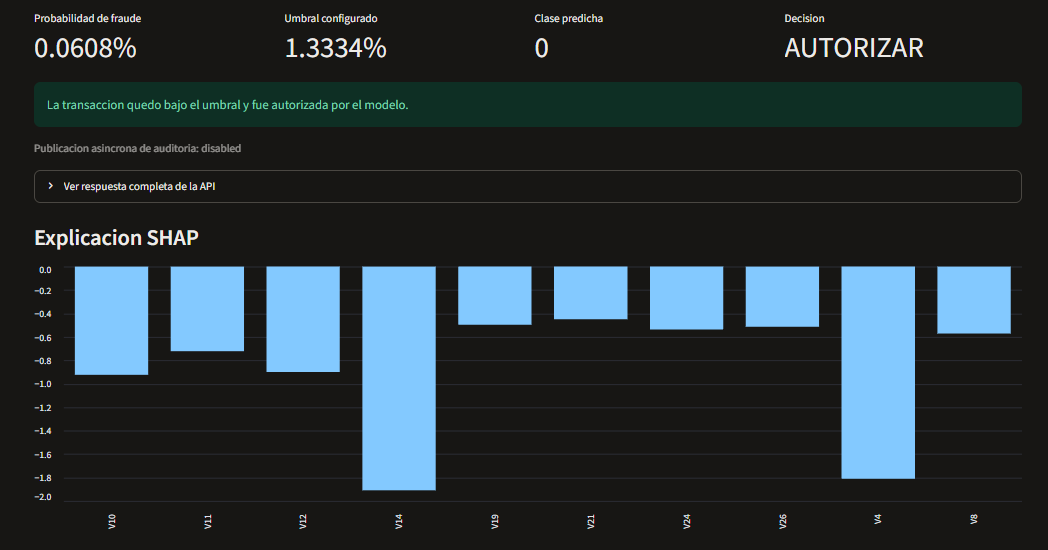 Probabilidad de fraude
0.0608%
Umbral configurado
1.3334%
Clase predicha
0
Decision
AUTORIZAR
La transaccion quedo bajo el umbral y fue autorizada por el modelo.
Publicacion asincrona de auditoria: disabled
Ver respuesta completa de la API
Explicacion SHAP
0.0
−0.2
−0.4
−0.6
−0.8
−1.0
−1.2
−1.4
−1.6
−1.8
−2.0
V10
V11
V12
V14
V19
V21
V24
V26
V4
V8